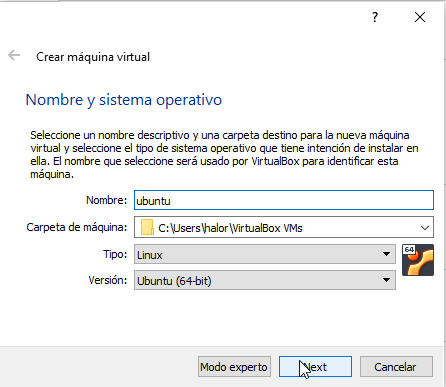 ?
Crear máquina virtual
Nombre y sistema operativo
Seleccione un nombre descriptivo y una carpeta destino para la nueva máquina
virtual y seleccione el tipo de sistema operativo que tiene intención de instalar en
ella. El nombre que seleccione será usado por VirtualBox para identificar esta
máquina.
Nombre: ubuntu
Carpeta de máquina: C:\Users\halor\VirtualBox VMs
Tipo: Linux
64
Versión: Ubuntu (64-bit)
Modo experto Next Cancelar